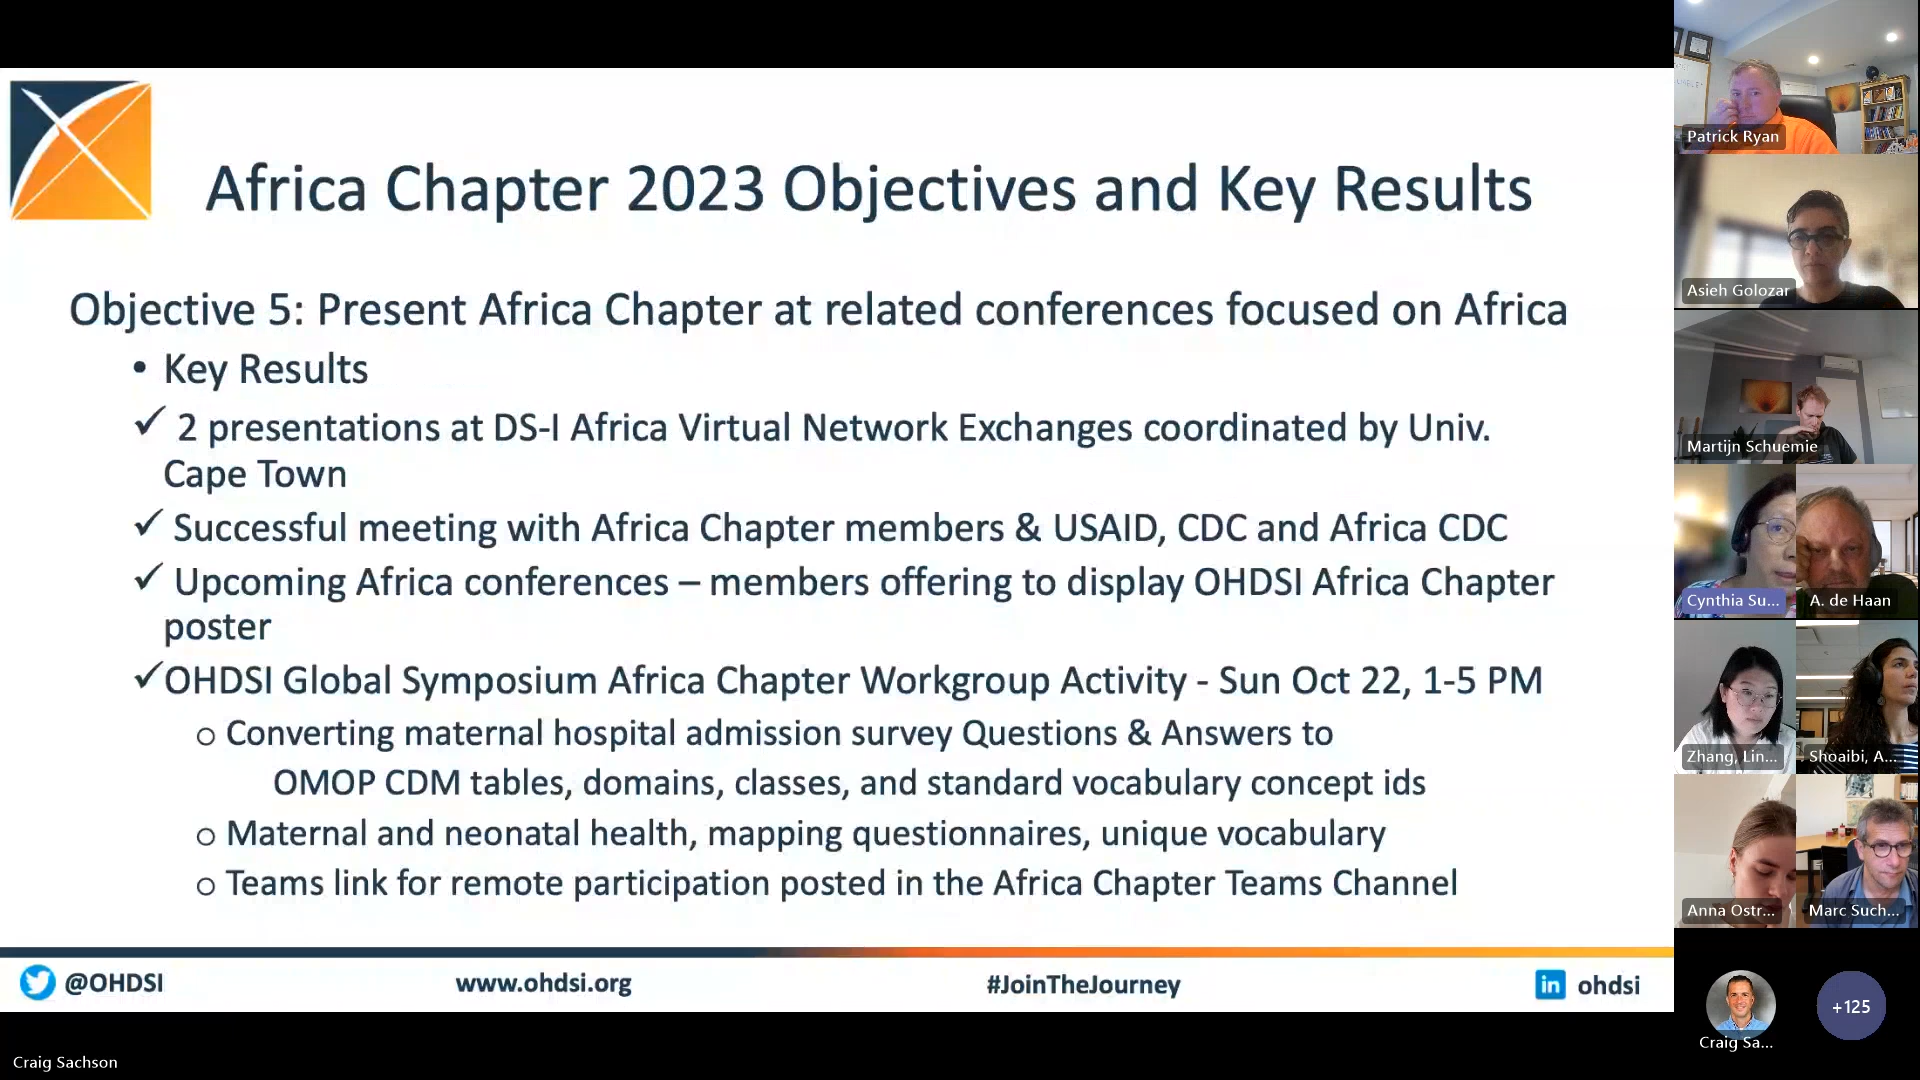 Africa Chapter 2023 Objectives and Key Results
Objective 5: Present Africa Chapter at related conferences focused on Africa
• Key Results
✓ 2 presentations at DS-I Africa Virtual Network Exchanges coordinated by Univ.
Cape Town
✓ Successful meeting with Africa Chapter members & USAID, CDC and Africa CDC
✓ Upcoming Africa conferences – members offering to display OHDSI Africa Chapter
poster
✓OHDSI Global Symposium Africa Chapter Workgroup Activity - Sun Oct 22, 1-5 PM
o Converting maternal hospital admission survey Questions & Answers to
OMOP CDM tables, domains, classes, and standard vocabulary concept ids
o Maternal and neonatal health, mapping questionnaires, unique vocabulary
o Teams link for remote participation posted in the Africa Chapter Teams Channel
@OHDSI
www.ohdsi.org
#JoinTheJourney
in ohdsi
Craig Sachson
Patrick Ryan
Asieh Golozar
Martijn Schuemie
Cynthia Su...
A. de Haan
Zhang, Lin...
Shoaibi, A...
Anna Ostr...
Marc Such...
Craig Sa...
+125